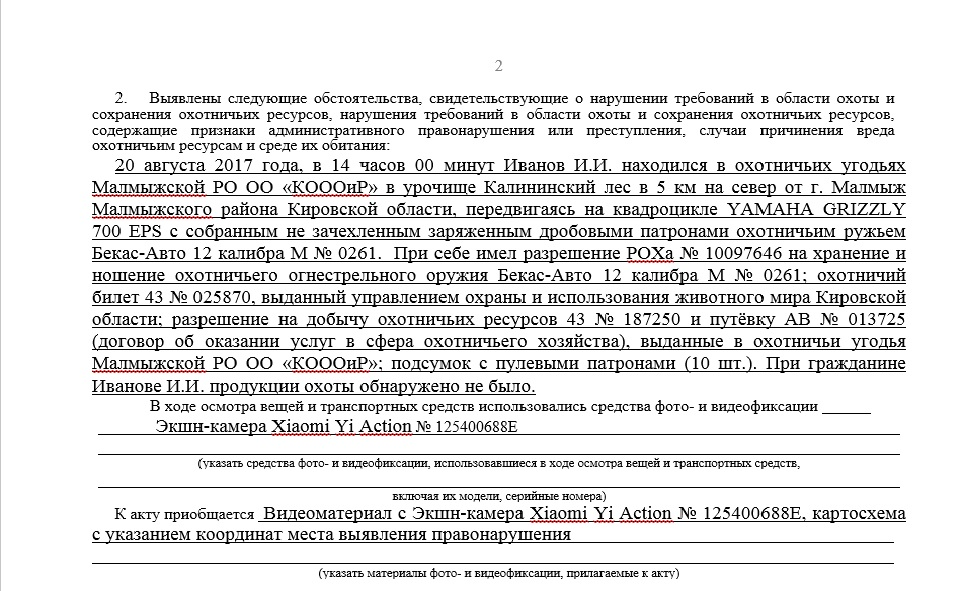 2
2. Выявлены следующие обстоятельства, свидетельствующие о нарушении требований в области охоты и
сохранения охотничьих ресурсов, нарушения требований в области охоты и сохранения охотничьих ресурсов,
содержащие признаки административного правонарушения или преступления, случаи причинения вреда
охотничьим ресурсам и среде их обитания:
20 августа 2017 года, в 14 часов 00 минут Иванов И.И. находился в охотничьих угодьях
Малмыжской РО ОО «КОООиР» в урочище Калининский лес в 5 км на север от г. Малмыж
Малмыжского района Кировской области, передвигаясь на квадроцикле YAMAHA GRIZZLY
700 EPS с собранным не зачехленным заряженным дробовыми патронами охотничьим ружьем
Бекас-Авто 12 калибра М № 0261. При себе имел разрешение РОХа № 10097646 на хранение и
ношение охотничьего огнестрельного оружия Бекас-Авто 12 калибра М № 0261; охотничий
билет 43 № 025870, выданный управлением охраны и использования животного мира Кировской
области; разрешение на добычу охотничьих ресурсов 43 № 187250 и путёвку АВ № 013725
(договор об оказании услуг в сфера охотничьего хозяйства), выданные в охотничьи угодья
Малмыжской РО ОО «КОООиР»; подсумок с пулевыми патронами (10 шт.). При гражданине
Иванове И.И. продукции охоты обнаружено не было.
В ходе осмотра вещей и транспортных средств использовались средства фото- и видеофиксации ______
Экшн-камера Xiaomi Yi Action № 125400688E
(указать средства фото- и видеофиксации, использовавшиеся в ходе осмотра вещей и транспортных средств,
включая их модели, серийные номера)
К акту приобщается Видеоматериал с Экшн-камера Xiaomi Yi Action № 125400688E, картосхема
с указанием координат места выявления правонарушения
(указать материалы фото- и видеофиксации, прилагаемые к акту)